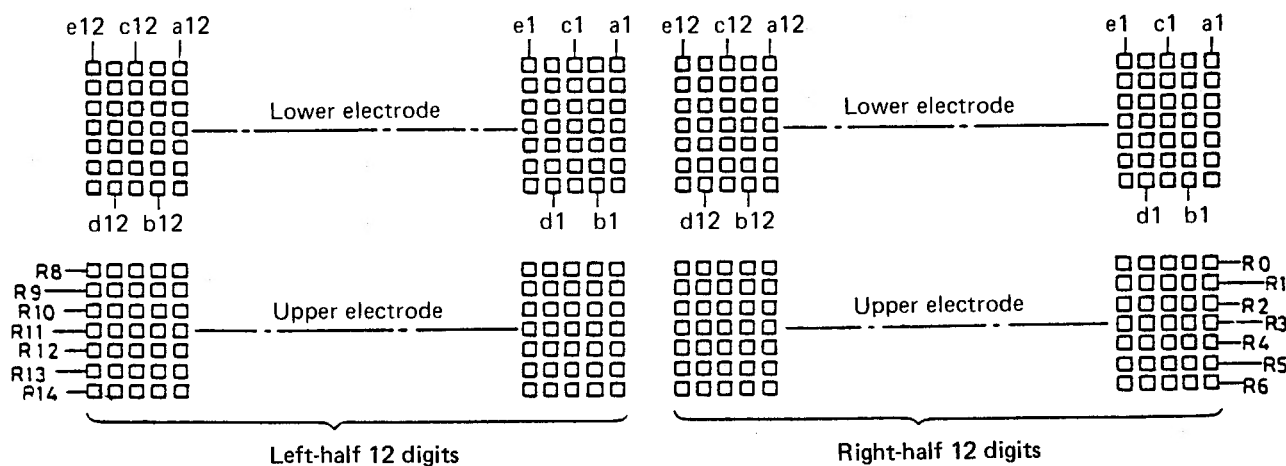 e12 c12 a12 e1 c1 a1 e12 c12 a12 e1 c1 a1
Lower electrode Lower electrode
d12 b12 d1 b1 d12 b12 d1 b1
R8 R0
R9 R1
R10 Upper electrode Upper electrode R2
R11 R3
R12 R4
R13 R5
R14 R6
Left-half 12 digits Right-half 12 digits